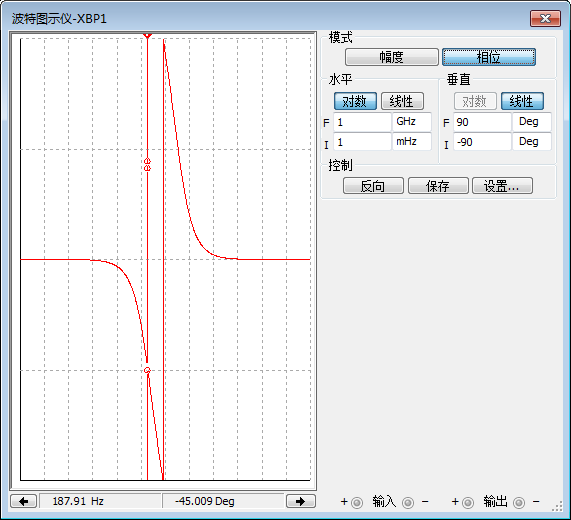 波特图示仪-XBP1
模式
幅度 相位
水平 垂直
对数 线性 对数 线性
F 1 GHz F 90 Deg
I 1 mHz I -90 Deg
控制
反向 保存 设置...
187.91 Hz -45.009 Deg + 输入 - + 输出 -